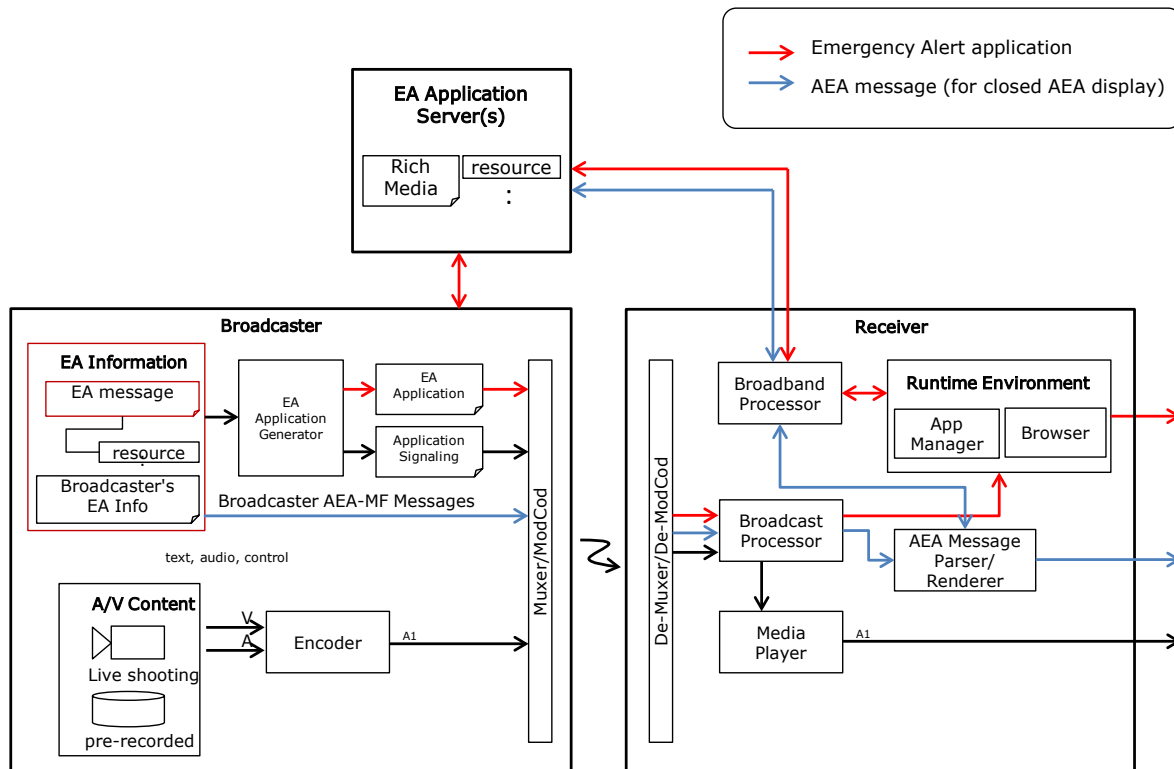 Emergency Alert application
AEA message (for closed AEA display)
EA Application
Server(s)
Rich
Media
resource
:
Broadcaster
EA Information
EA message
resource
:
Broadcaster's
EA Info
EA
Application
Generator
EA
Application
Application
Signaling
Broadcaster AEA-MF Messages
text, audio, control
A/V Content
Live shooting
pre-recorded
V
A
Encoder
A1
Muxer/ModCod
Receiver
De-Muxer/De-ModCod
Broadband
Processor
Runtime Environment
App
Manager
Browser
Broadcast
Processor
AEA Message
Parser/
Renderer
Media
Player
A1